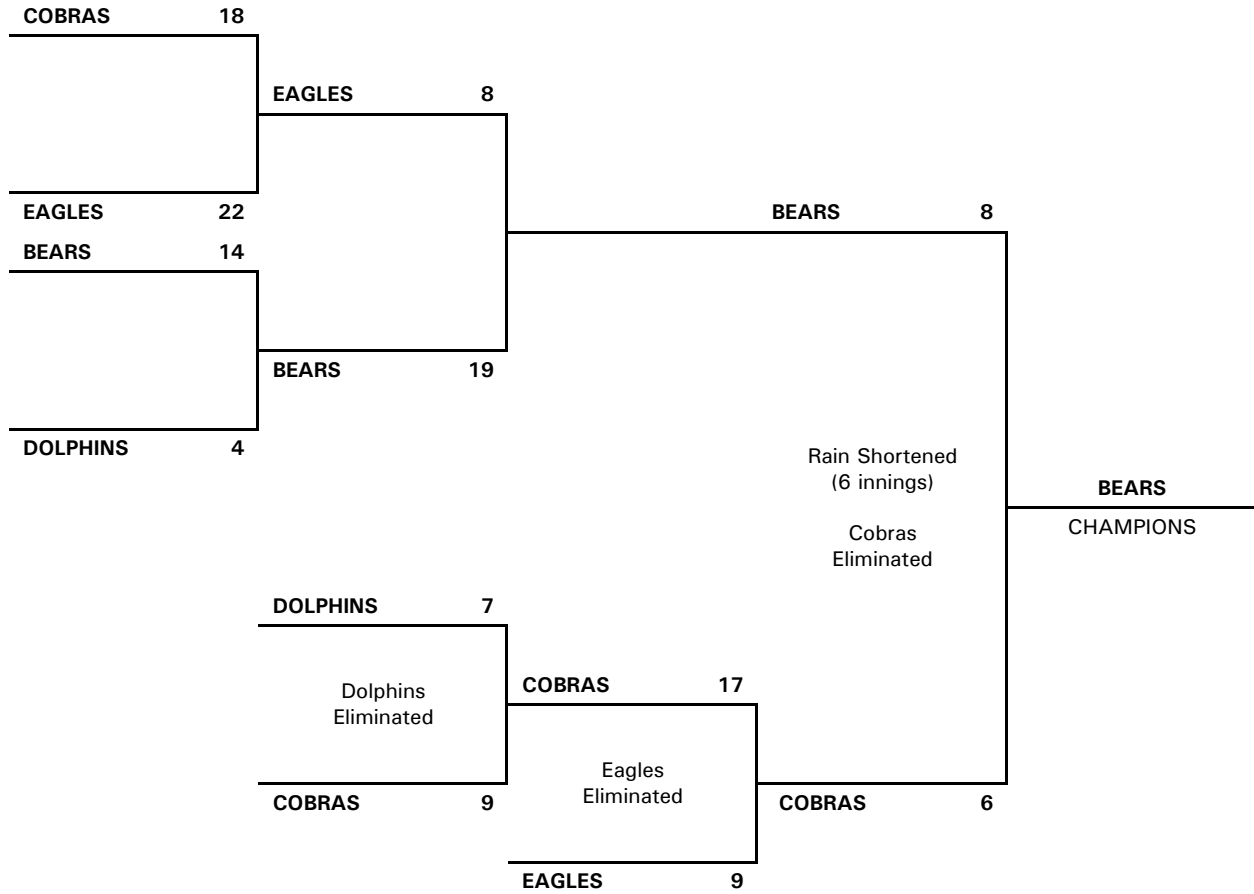 COBRAS 18
EAGLES 8
EAGLES 22
BEARS 14
BEARS 8
BEARS 19
DOLPHINS 4
Rain Shortened
(6 innings)
Cobras
Eliminated
BEARS
CHAMPIONS
DOLPHINS 7
Dolphins
Eliminated
COBRAS 9
COBRAS 17
Eagles
Eliminated
EAGLES 9
COBRAS 6